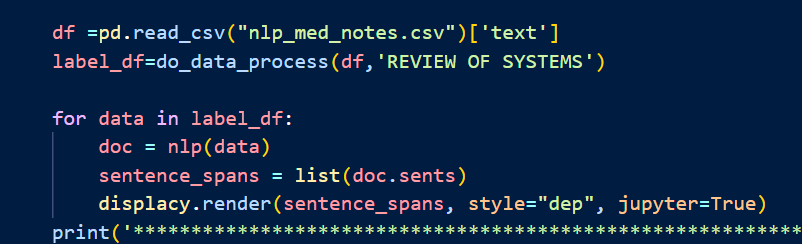 df =pd.read_csv("nlp_med_notes.csv")['text']
label_df=do_data_process(df,'REVIEW OF SYSTEMS')
for data in label_df:
doc = nlp(data)
sentence_spans = list(doc.sents)
displacy.render(sentence_spans, style="dep", jupyter=True)
print('**********************************************************